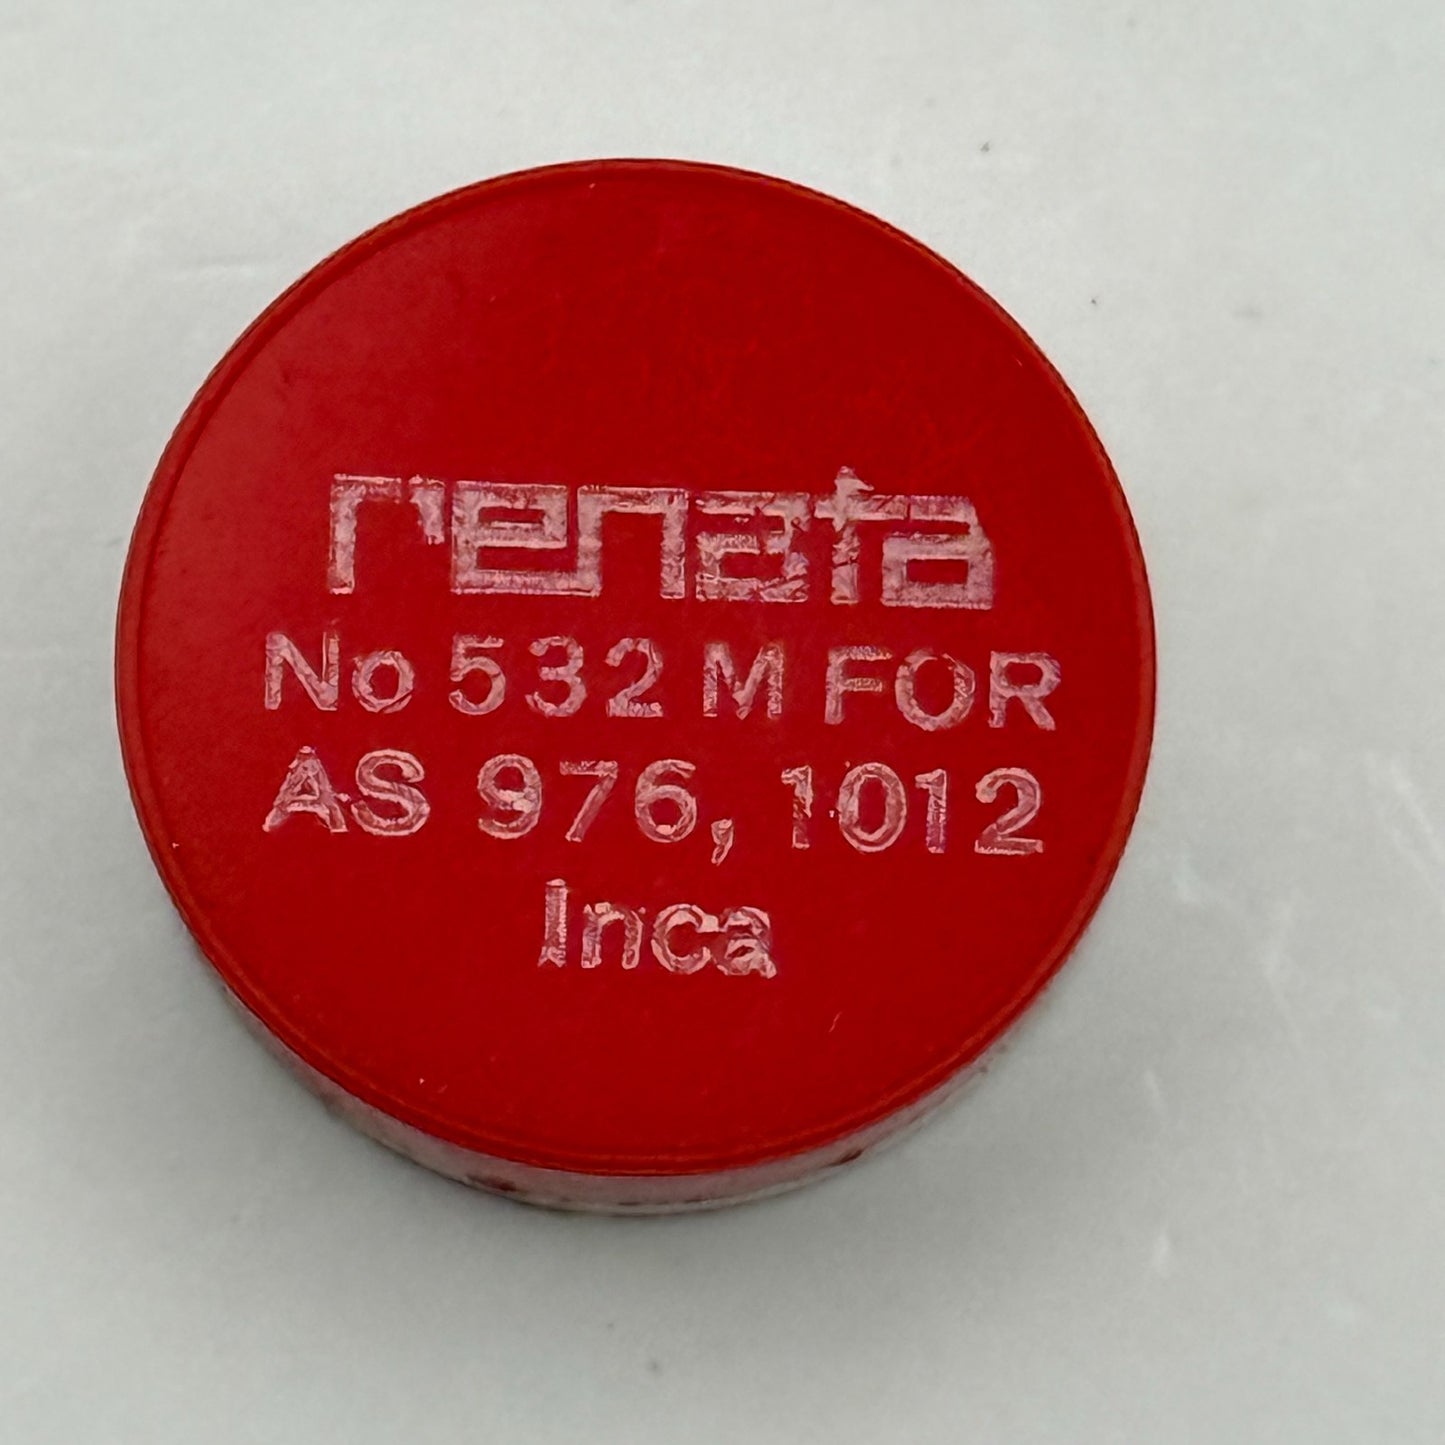 renata
No 532 M FOR
AS 976, 1012
Inca